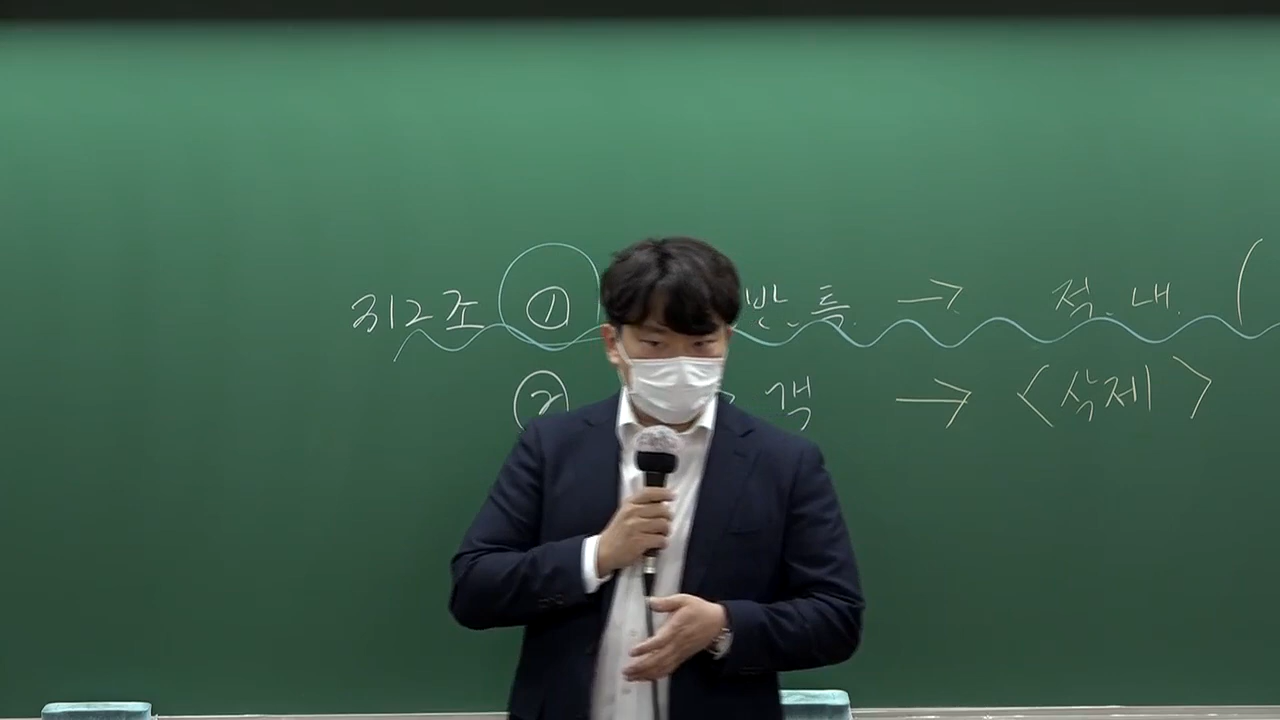 312조 ① 반.특. → 적.내. (
② 객 → <삭제>